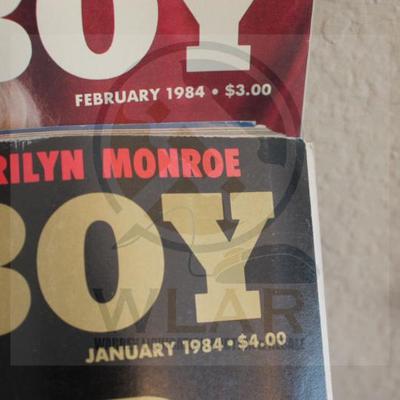 BOY
FEBRUARY 1984 • $3.00
RILYN MONROE
BOY
WLAR
JANUARY 1984 • $4.00